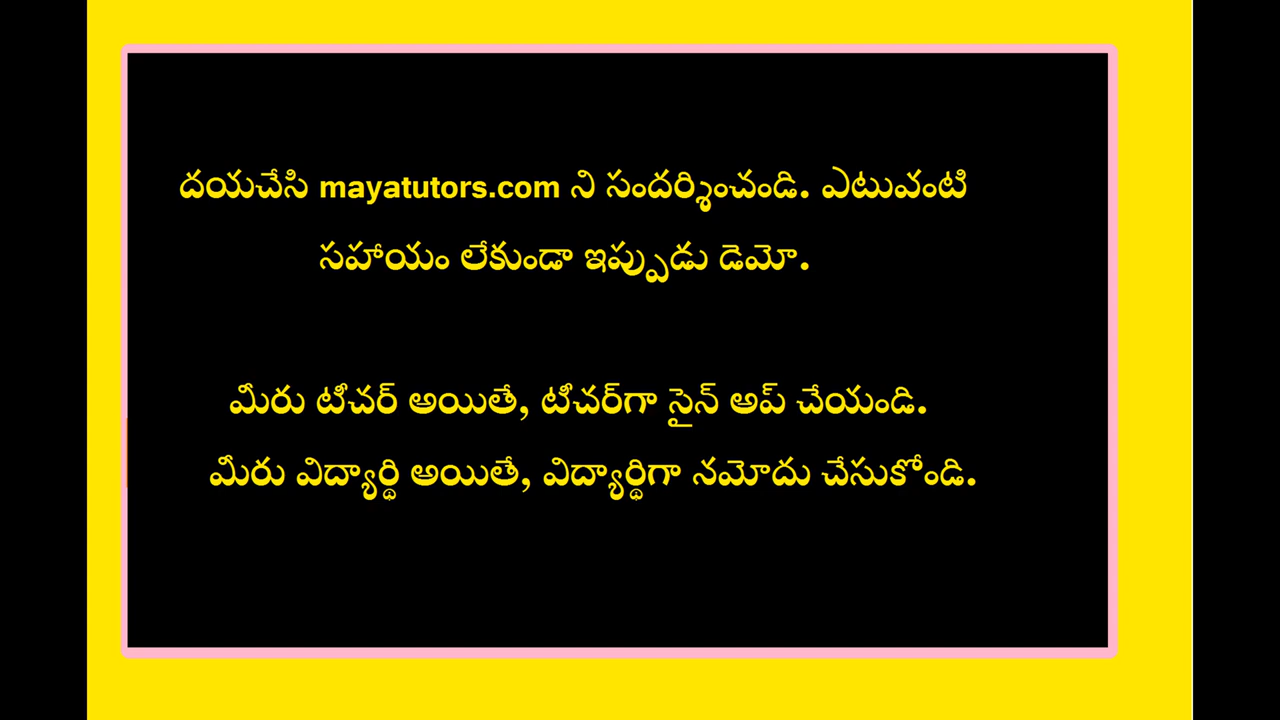 దయచేసి mayatutors.com ని సందర్శించండి. ఎటువంటి
సహాయం లేకుండా ఇప్పుడు డెమో.
మీరు టీచర్ అయితే, టీచర్‌గా సైన్ అప్ చేయండి.
మీరు విద్యార్థి అయితే, విద్యార్థిగా నమోదు చేసుకోండి.